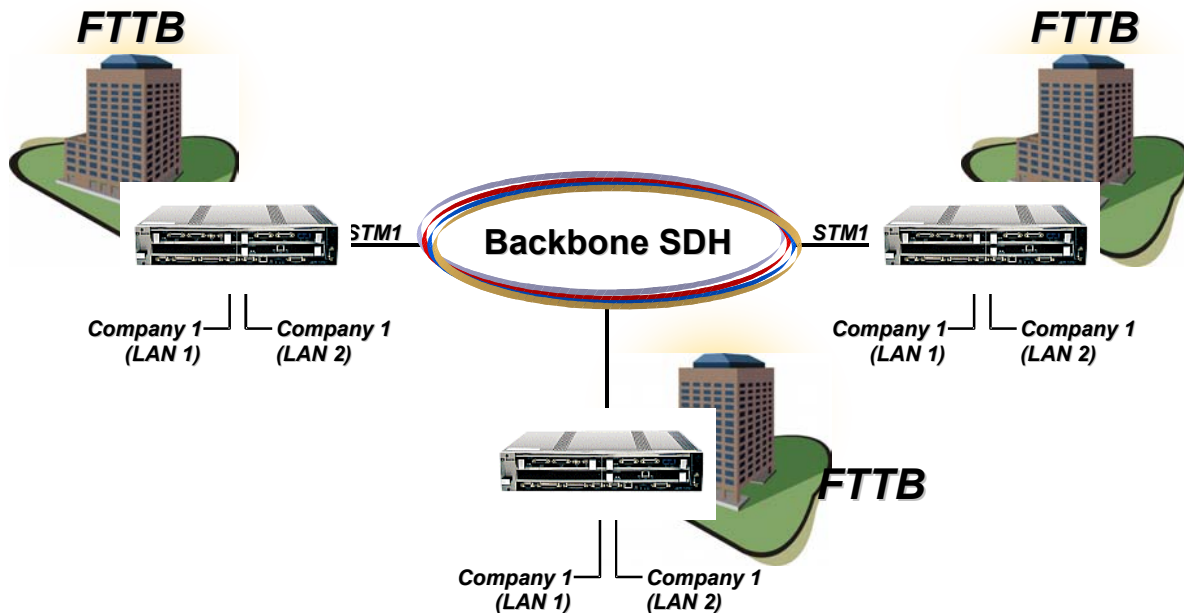 FTTB
FTTB
STM1
Backbone SDH
STM1
Company 1
(LAN 1)
Company 1
(LAN 2)
Company 1
(LAN 1)
Company 1
(LAN 2)
FTTB
Company 1
(LAN 1)
Company 1
(LAN 2)